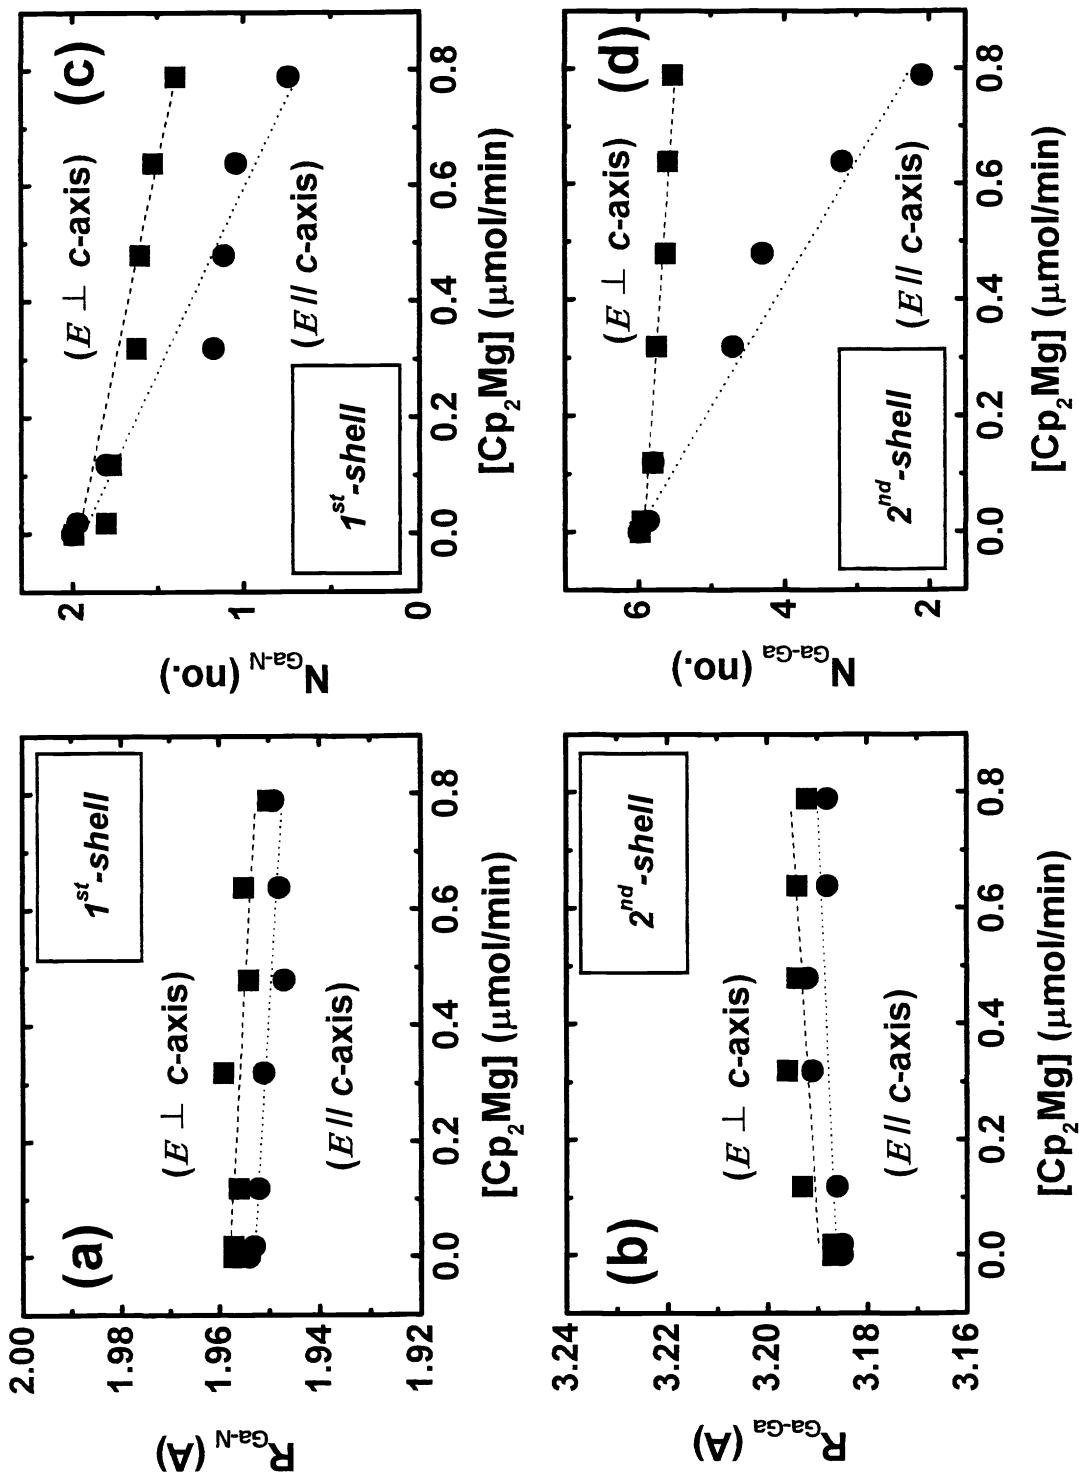 (a)
1st-shell
(E ⊥ c-axis)
(E // c-axis)
2.00
1.98
1.96
1.94
1.92
R Ga-N (A)
0.0 0.2 0.4 0.6 0.8
[Cp2Mg] (μmol/min)
(c)
(E ⊥ c-axis)
(E // c-axis)
1st-shell
2
1
0
N Ga-N (no.)
0.0 0.2 0.4 0.6 0.8
[Cp2Mg] (μmol/min)
(b)
2nd-shell
(E ⊥ c-axis)
(E // c-axis)
3.24
3.22
3.20
3.18
3.16
R Ga-Ga (A)
0.0 0.2 0.4 0.6 0.8
[Cp2Mg] (μmol/min)
(d)
(E ⊥ c-axis)
(E // c-axis)
2nd-shell
6
4
2
N Ga-Ga (no.)
0.0 0.2 0.4 0.6 0.8
[Cp2Mg] (μmol/min)